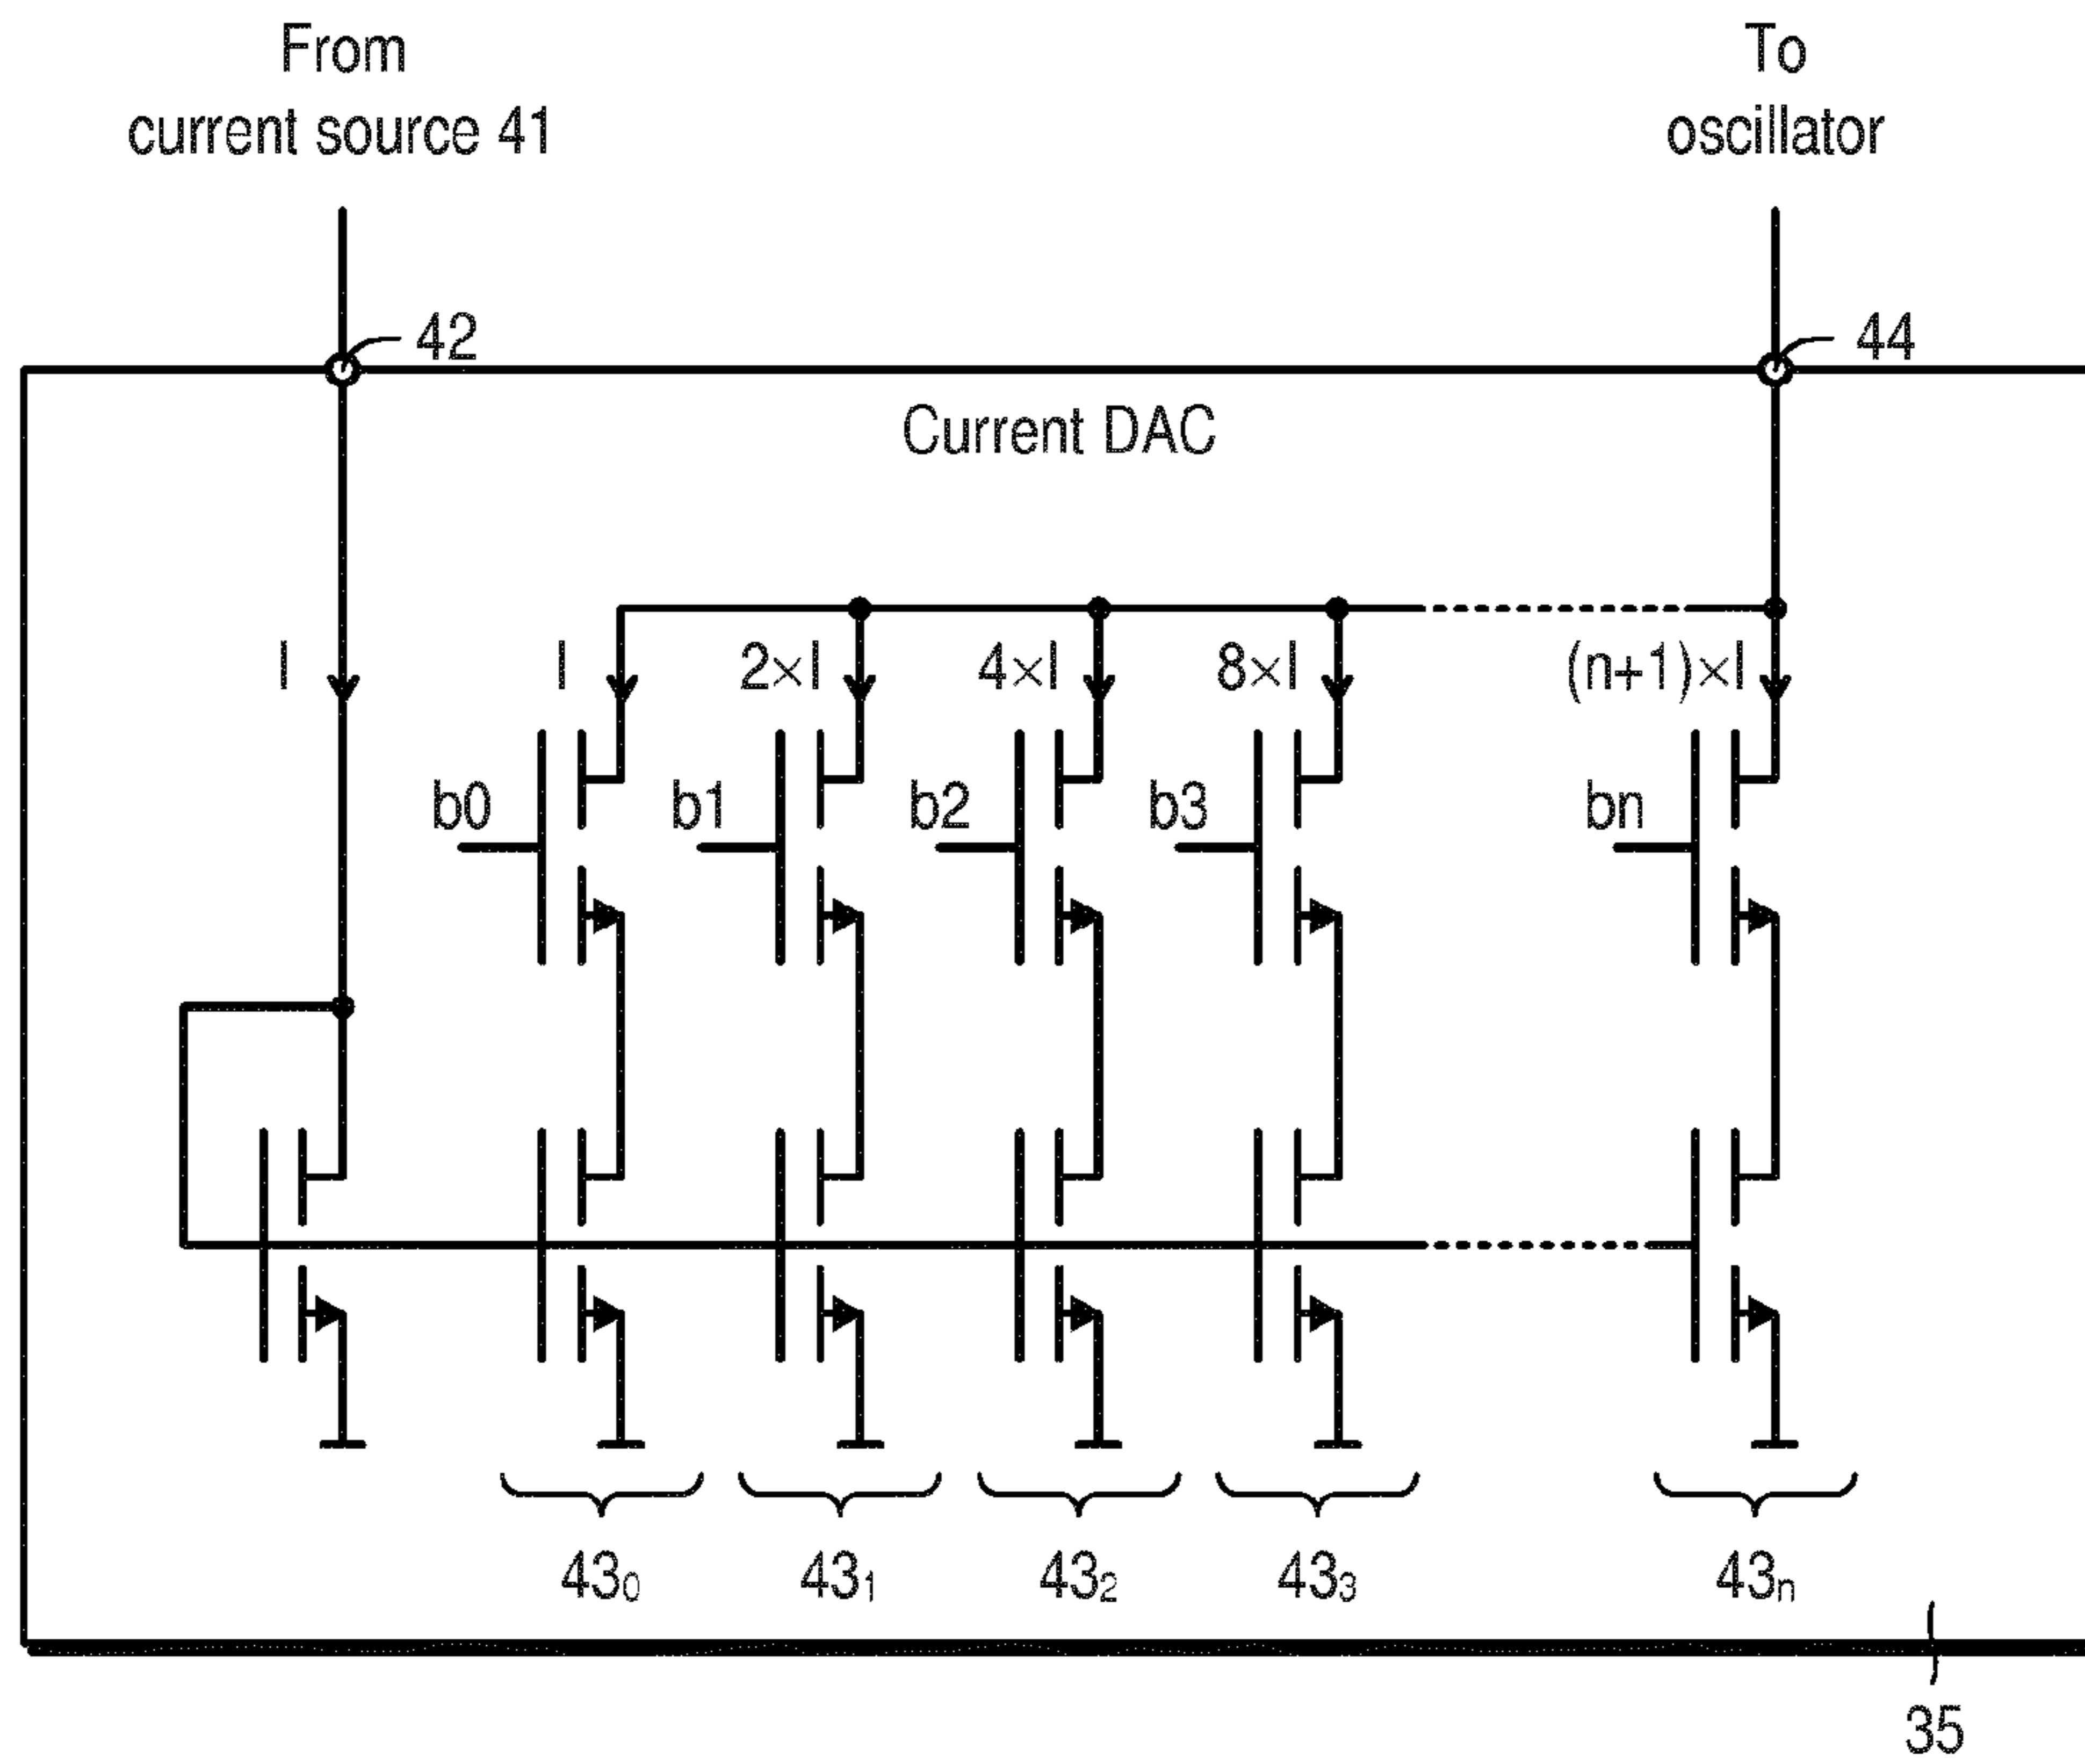 From
current source 41
To
oscillator
42
44
Current DAC
I
I
2×I
4×I
8×I
(n+1)×I
b0
b1
b2
b3
bn
43₀
43₁
43₂
43₃
43ₙ
35